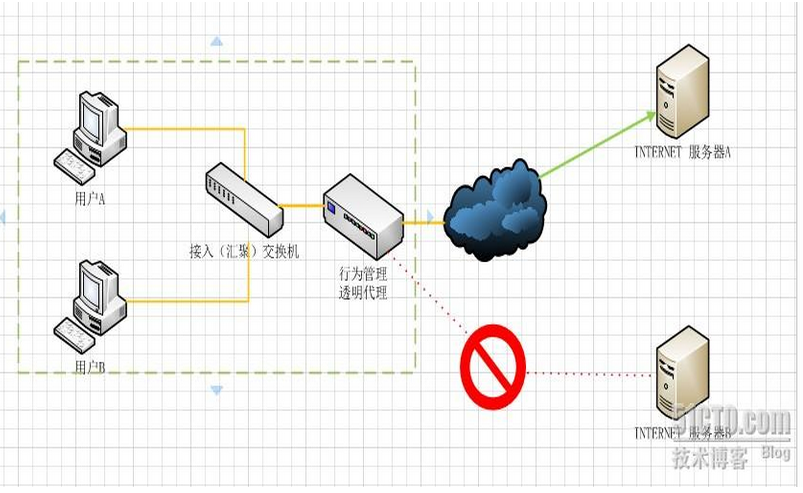 INTERNET 服务器A
用户A
接入（汇聚）交换机
行为管理
透明代理
用户B
INTERNET 服务器B
51CTO.com
技术博客 Blog